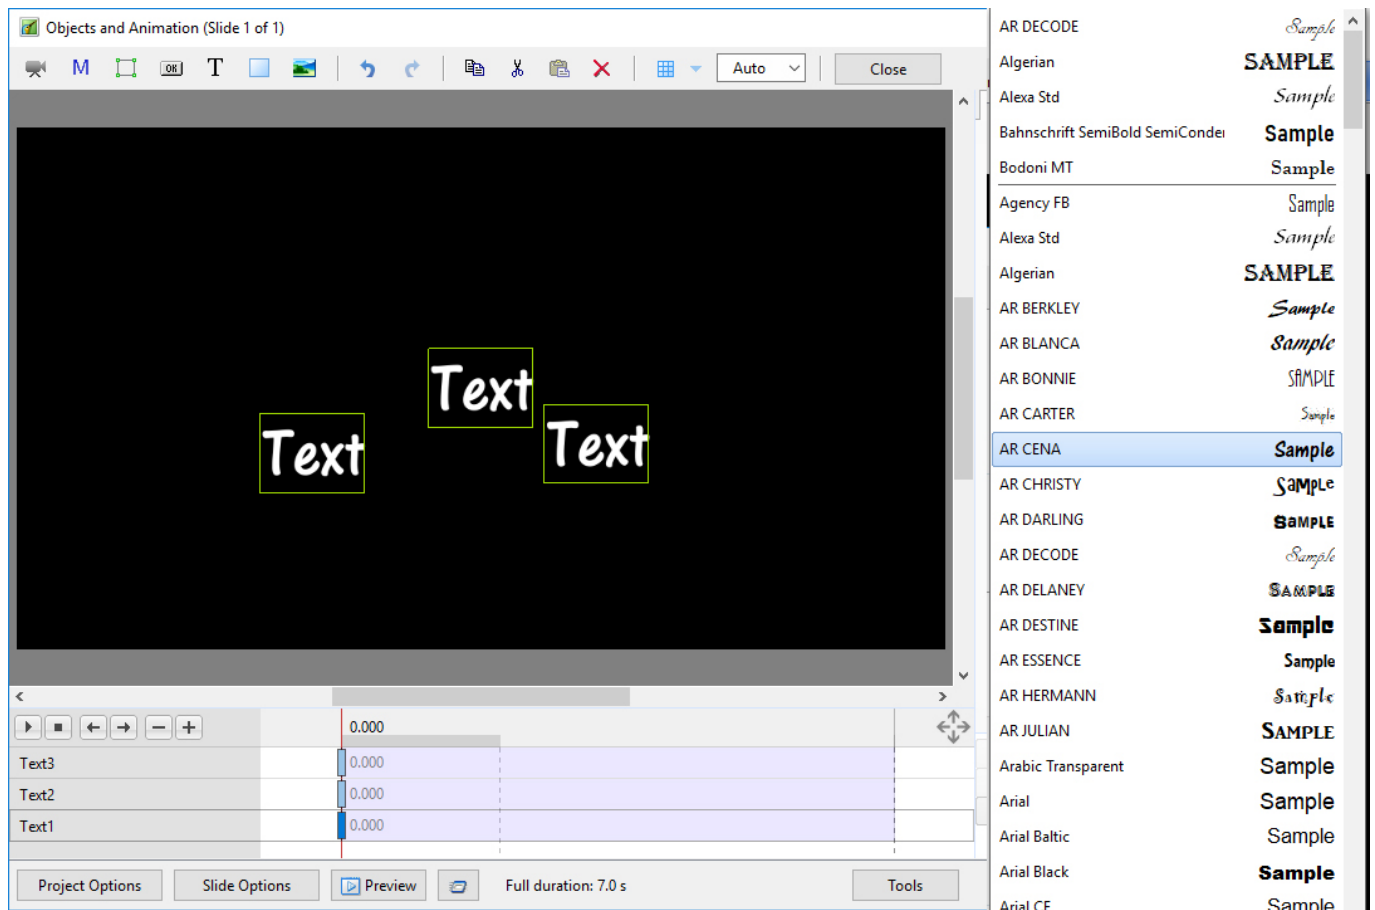 Objects and Animation (Slide 1 of 1)
M
OK
T
Auto
Close
Text
Text
Text
0.000
Text3
0.000
Text2
0.000
Text1
0.000
Project Options
Slide Options
Preview
Full duration: 7.0 s
Tools
AR DECODE Sample
Algerian SAMPLE
Alexa Std Sample
Bahnschrift SemiBold SemiConder Sample
Bodoni MT Sample
Agency FB Sample
Alexa Std Sample
Algerian SAMPLE
AR BERKLEY Sample
AR BLANCA Sample
AR BONNIE SAMPLE
AR CARTER Sample
AR CENA Sample
AR CHRISTY SaMpLe
AR DARLING SAMPLE
AR DECODE Sample
AR DELANEY SAMPLE
AR DESTINE Sample
AR ESSENCE Sample
AR HERMANN Sample
AR JULIAN SAMPLE
Arabic Transparent Sample
Arial Sample
Arial Baltic Sample
Arial Black Sample
Arial CE Sample